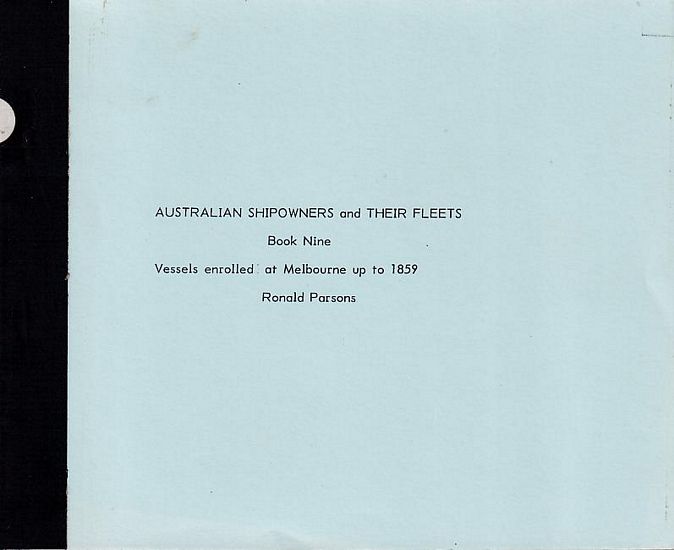 AUSTRALIAN SHIPOWNERS and THEIR FLEETS
Book Nine
Vessels enrolled at Melbourne up to 1859
Ronald Parsons